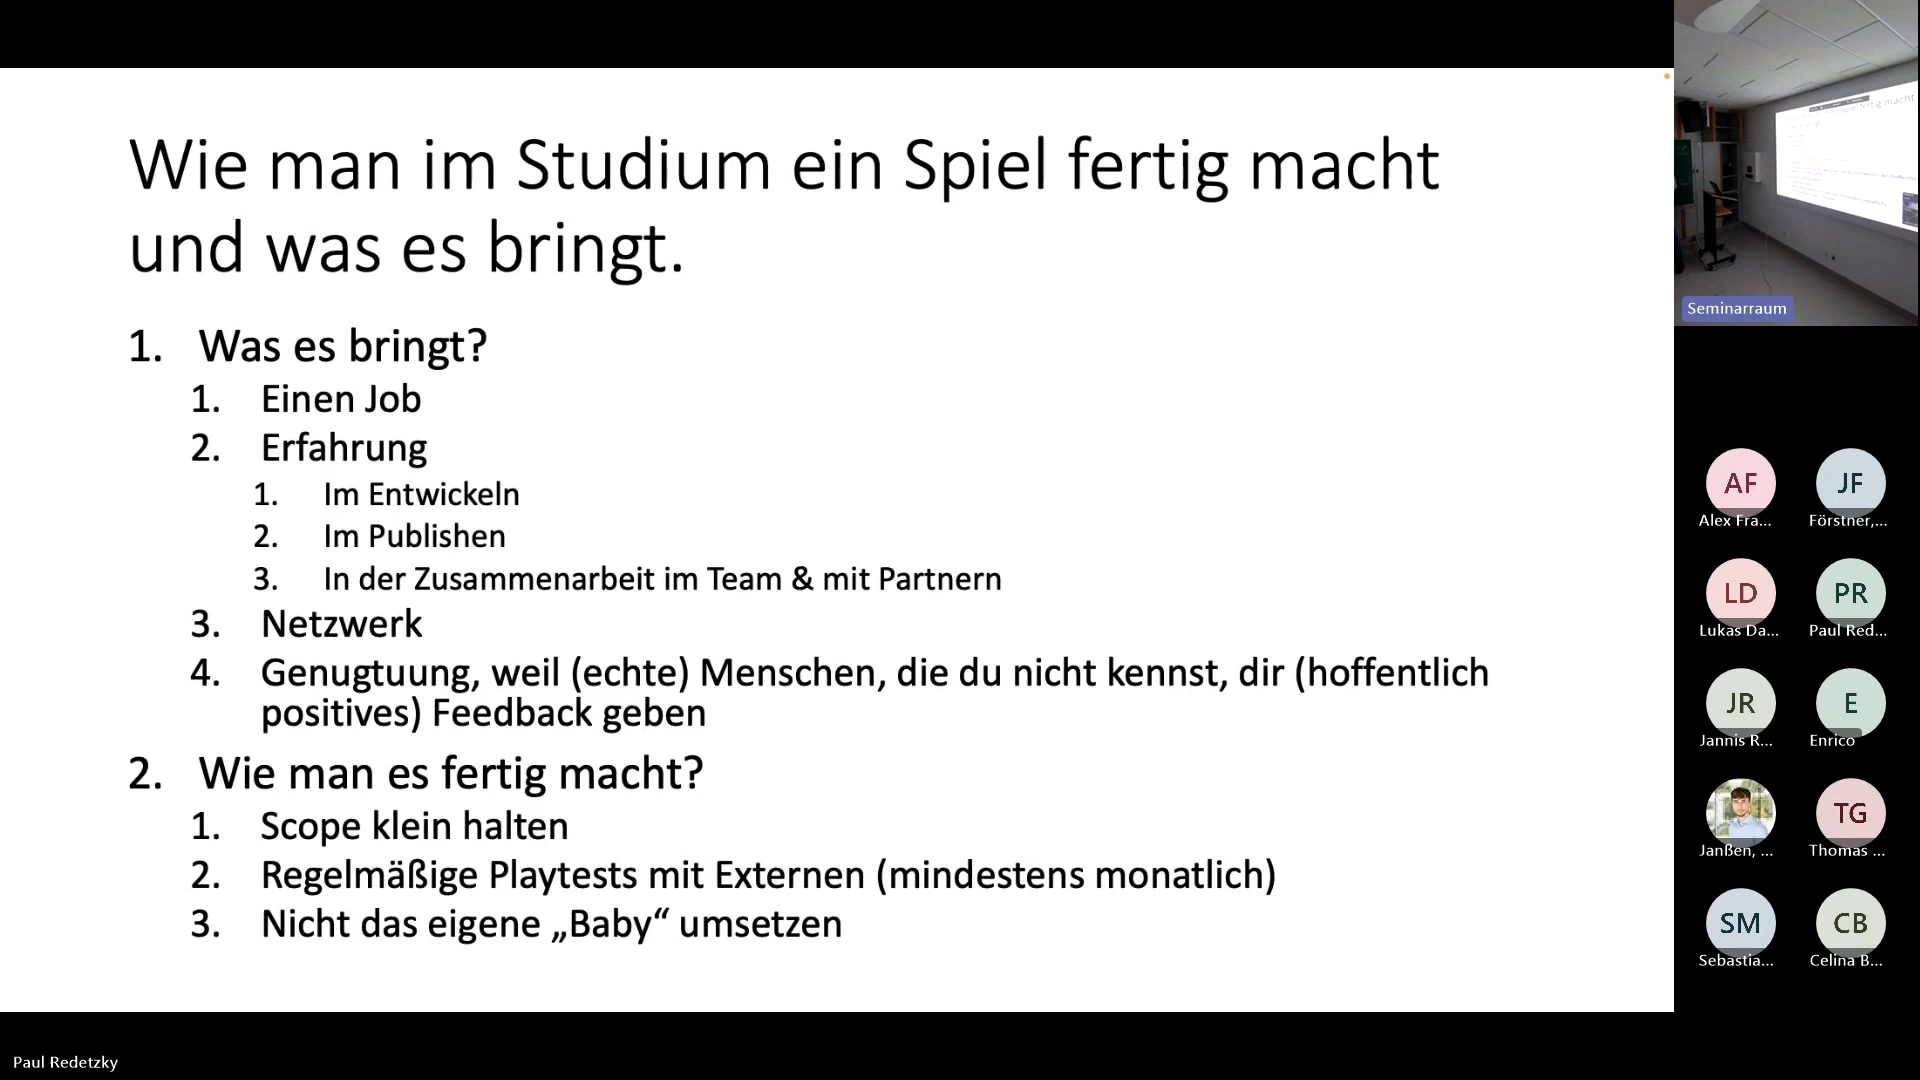 Wie man im Studium ein Spiel fertig macht
und was es bringt.
1. Was es bringt?
1. Einen Job
2. Erfahrung
1. Im Entwickeln
2. Im Publishen
3. In der Zusammenarbeit im Team & mit Partnern
3. Netzwerk
4. Genugtuung, weil (echte) Menschen, die du nicht kennst, dir (hoffentlich
positives) Feedback geben
2. Wie man es fertig macht?
1. Scope klein halten
2. Regelmäßige Playtests mit Externen (mindestens monatlich)
3. Nicht das eigene „Baby“ umsetzen
Seminarraum
AF JF
Alex Fra... Förstner,...
LD PR
Lukas Da... Paul Red...
JR E
Jannis R... Enrico
TG
Janßen, ... Thomas ...
SM CB
Sebastia... Celina B...
Paul Redetzky